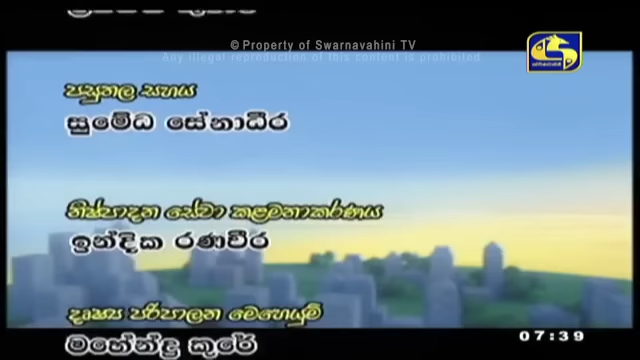 © Property of Swarnavahini TV
Any illegal reproduction of this content is prohibited
පසුතල සහය
සුමේධ සේනාධීර
නිෂ්පාදන සේවා කළමනාකරණය
ඉන්දික රණවීර
දෘෂ්‍ය පරිපාලන මෙහෙයුම්
මහේන්ද්‍ර කුරේ
07:39